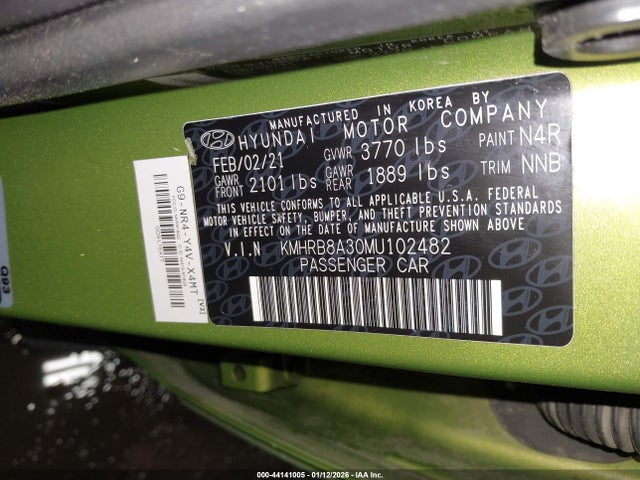 MANUFACTURED IN KOREA BY
HYUNDAI MOTOR COMPANY
FEB/02/21 GVWR 3770 lbs PAINT N4R
GAWR FRONT 2101 lbs GAWR REAR 1889 lbs TRIM NNB
THIS VEHICLE CONFORMS TO ALL APPLICABLE U.S.A. FEDERAL
MOTOR VEHICLE SAFETY, BUMPER, AND THEFT PREVENTION STANDARDS
IN EFFECT ON THE DATE OF MANUFACTURE SHOWN ABOVE.
V.I.N KMHRB8A30MU102482
PASSENGER CAR
G9-NR4-Y4V-X4MT [V2]
Q93
000-44141005 - 01/12/2026 - IAA Inc.